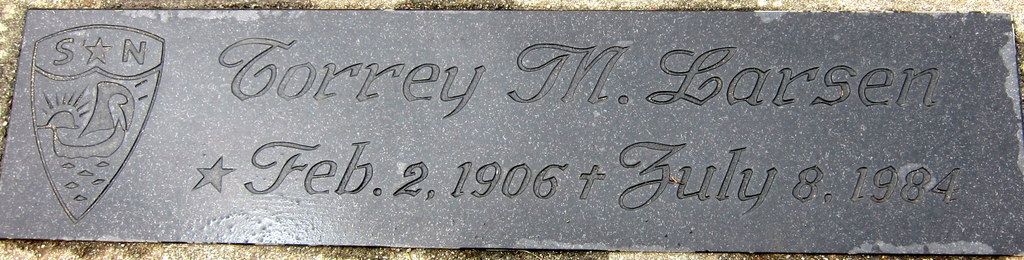 S ★ N
Torrey M. Larsen
★ Feb. 2, 1906 † July 8, 1984